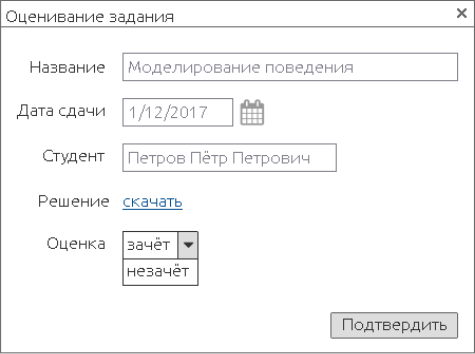 Оценивание задания
Название Моделирование поведения
Дата сдачи 1/12/2017
Студент Петров Пётр Петрович
Решение скачать
Оценка зачёт
незачёт
Подтвердить